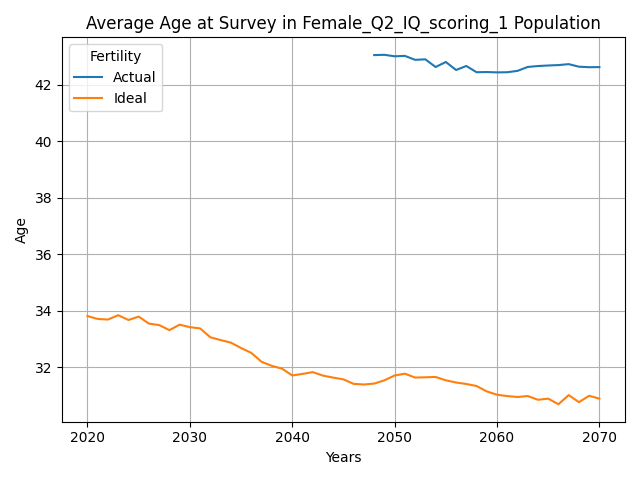 Average Age at Survey in Female_Q2_IQ_scoring_1 Population
Fertility
Actual
Ideal
Age
42
40
38
36
34
32
2020 2030 2040 2050 2060 2070
Years